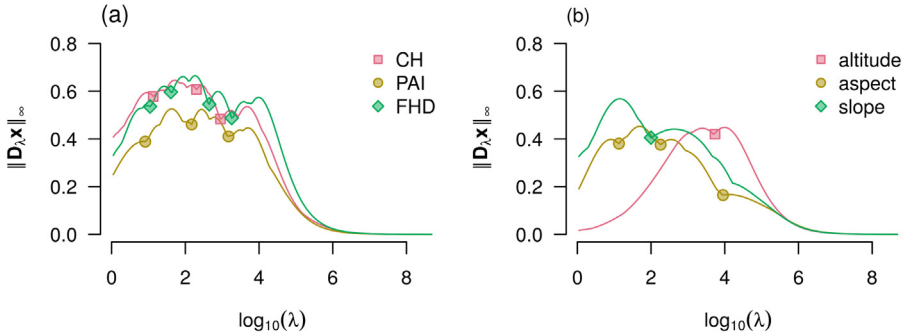 (a)
0.8
0.6
0.4
0.2
0.0
‖D_λ x‖_∞
CH
PAI
FHD
0 2 4 6 8
log₁₀(λ)
(b)
0.8
0.6
0.4
0.2
0.0
‖D_λ x‖_∞
altitude
aspect
slope
0 2 4 6 8
log₁₀(λ)